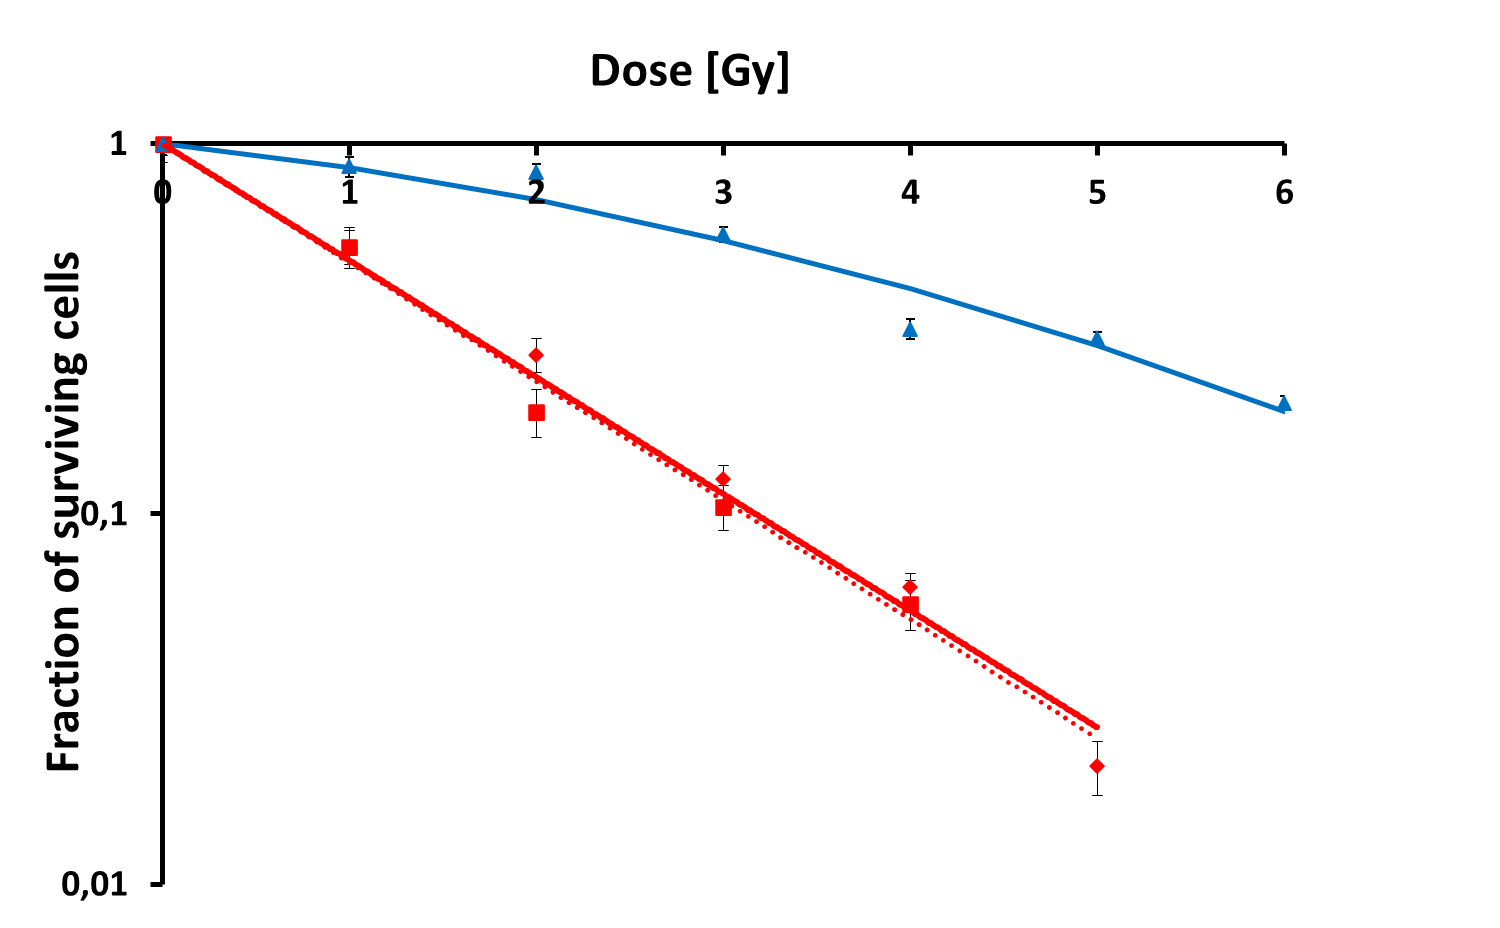 Dose [Gy]
1
0 1 2 3 4 5 6
Fraction of surviving cells
0,1
0,01